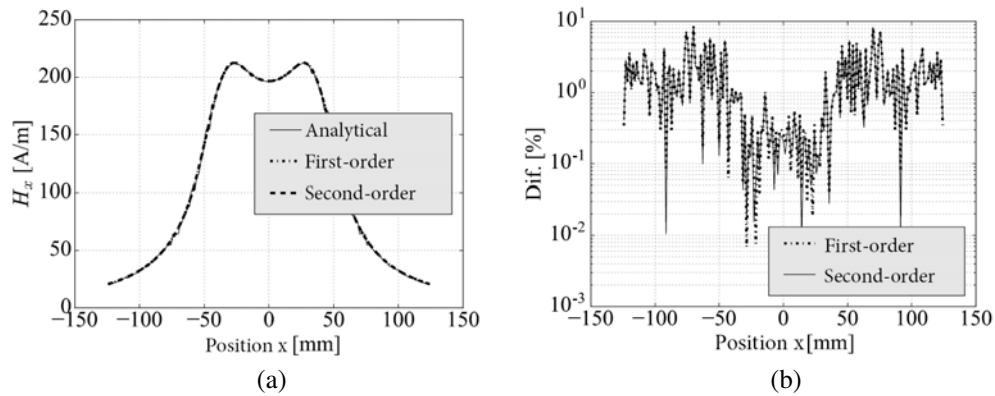 250
200
150
100
50
0
−150
−100
−50
0
50
100
150
Hx [A/m]
Position x [mm]
Analytical
First-order
Second-order
(a)
10^1
10^0
10^-1
10^-2
10^-3
−150
−100
−50
0
50
100
150
Dif. [%]
Position x [mm]
First-order
Second-order
(b)